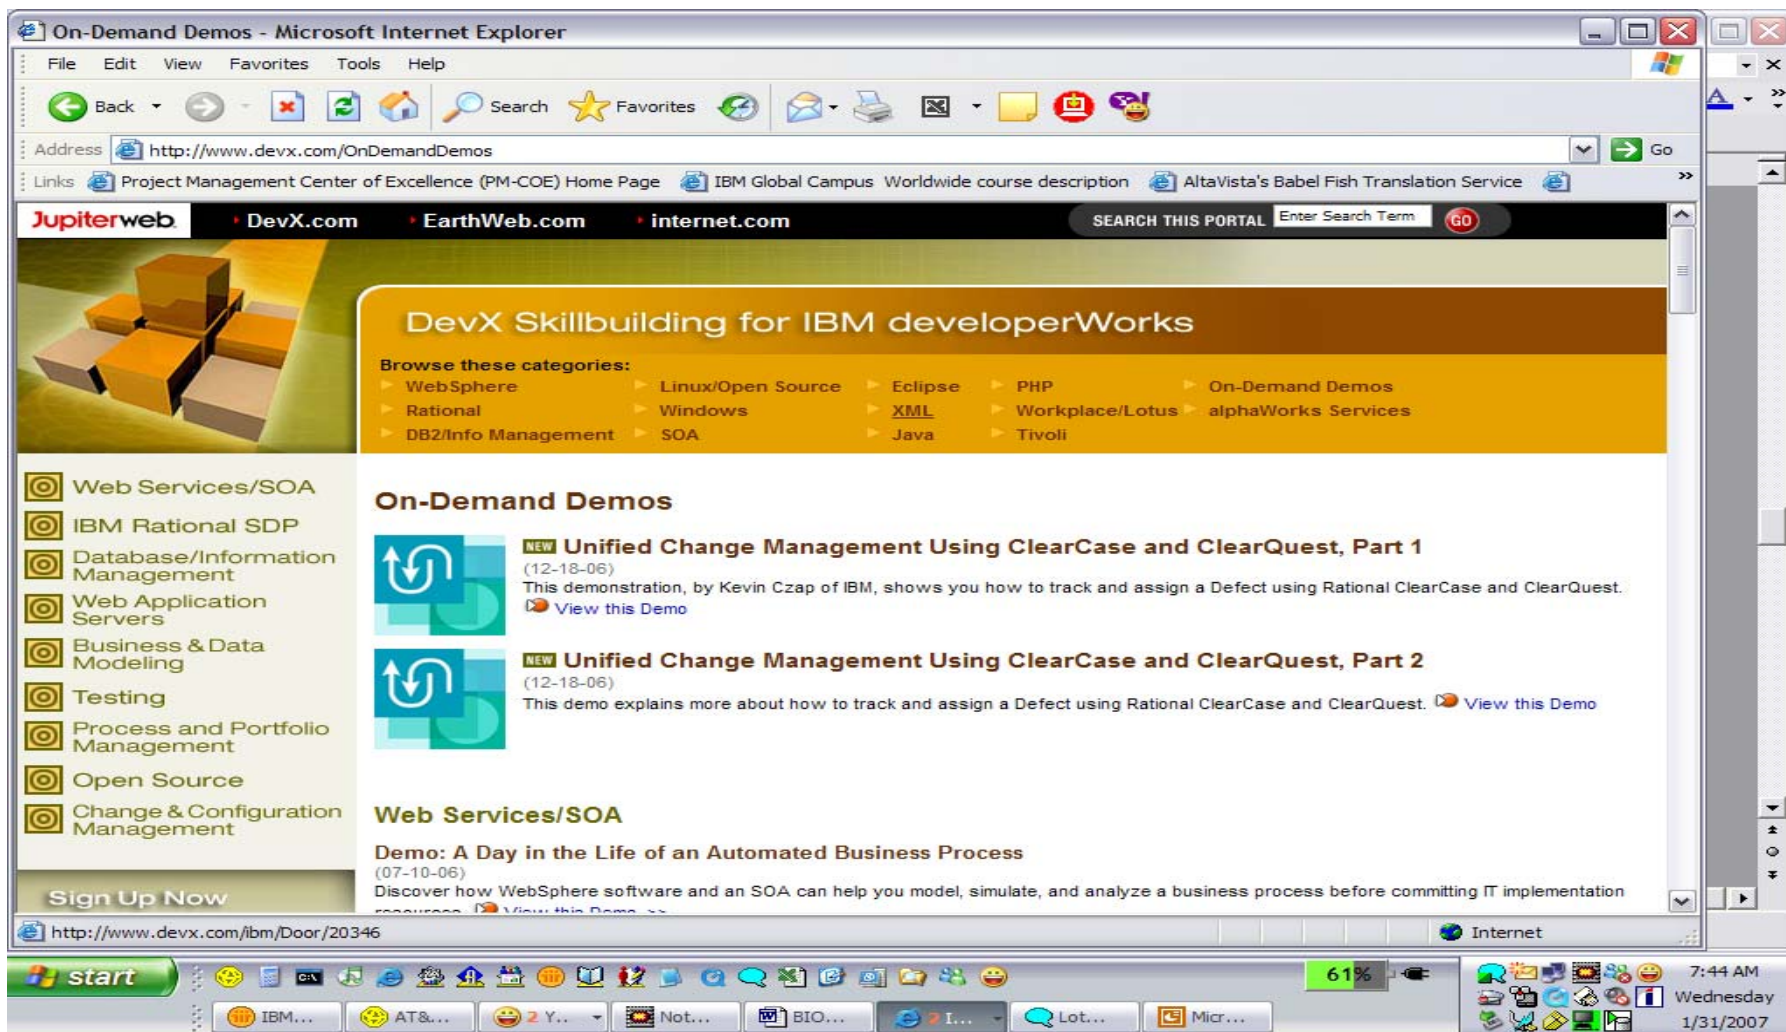 On-Demand Demos - Microsoft Internet Explorer
File Edit View Favorites Tools Help
Back Search Favorites
Address http://www.devx.com/OnDemandDemos Go
Links Project Management Center of Excellence (PM-COE) Home Page IBM Global Campus Worldwide course description AltaVista's Babel Fish Translation Service
Jupiterweb DevX.com EarthWeb.com internet.com SEARCH THIS PORTAL Enter Search Term GO
DevX Skillbuilding for IBM developerWorks
Browse these categories:
WebSphere Linux/Open Source Eclipse PHP On-Demand Demos
Rational Windows XML Workplace/Lotus alphaWorks Services
DB2/Info Management SOA Java Tivoli
Web Services/SOA
IBM Rational SDP
Database/Information
Management
Web Application
Servers
Business & Data
Modeling
Testing
Process and Portfolio
Management
Open Source
Change & Configuration
Management
Sign Up Now
On-Demand Demos
NEW Unified Change Management Using ClearCase and ClearQuest, Part 1
(12-18-06)
This demonstration, by Kevin Czap of IBM, shows you how to track and assign a Defect using Rational ClearCase and ClearQuest.
View this Demo
NEW Unified Change Management Using ClearCase and ClearQuest, Part 2
(12-18-06)
This demo explains more about how to track and assign a Defect using Rational ClearCase and ClearQuest. View this Demo
Web Services/SOA
Demo: A Day in the Life of an Automated Business Process
(07-10-06)
Discover how WebSphere software and an SOA can help you model, simulate, and analyze a business process before committing IT implementation
resources. View this Demo >>
http://www.devx.com/ibm/Door/20346 Internet
start 61% 7:44 AM
Wednesday
IBM... AT&... 2 Y... Not... BIO... 2 I... Lot... Micr... 1/31/2007